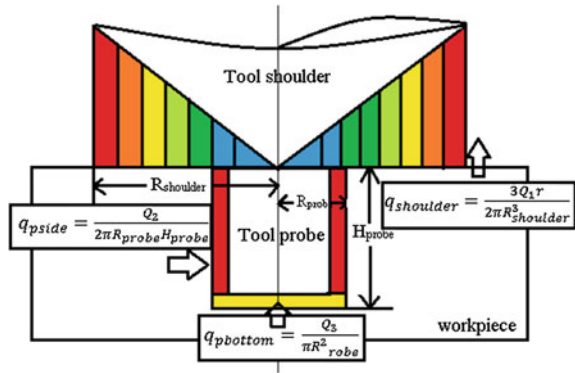 Tool shoulder
R_shoulder
R_prob
q_shoulder = 3Q_1 r / 2πR^3_shoulder
q_pside = Q_2 / 2πR_probe H_probe
Tool probe
H_probe
q_pbottom = Q_3 / πR^2_robe
workpiece